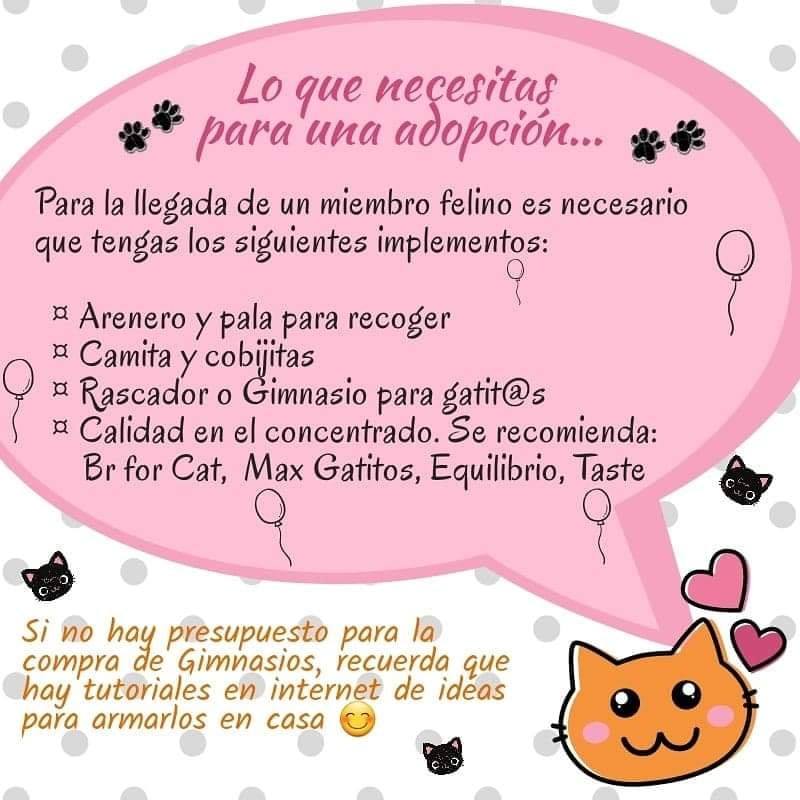 Lo que necesitas
para una adopción...
Para la llegada de un miembro felino es necesario
que tengas los siguientes implementos:
¤ Arenero y pala para recoger
¤ Camita y cobijitas
¤ Rascador o Gimnasio para gatit@s
¤ Calidad en el concentrado. Se recomienda:
Br for Cat, Max Gatitos, Equilibrio, Taste
Si no hay presupuesto para la
compra de Gimnasios, recuerda que
hay tutoriales en internet de ideas
para armarlos en casa 😊